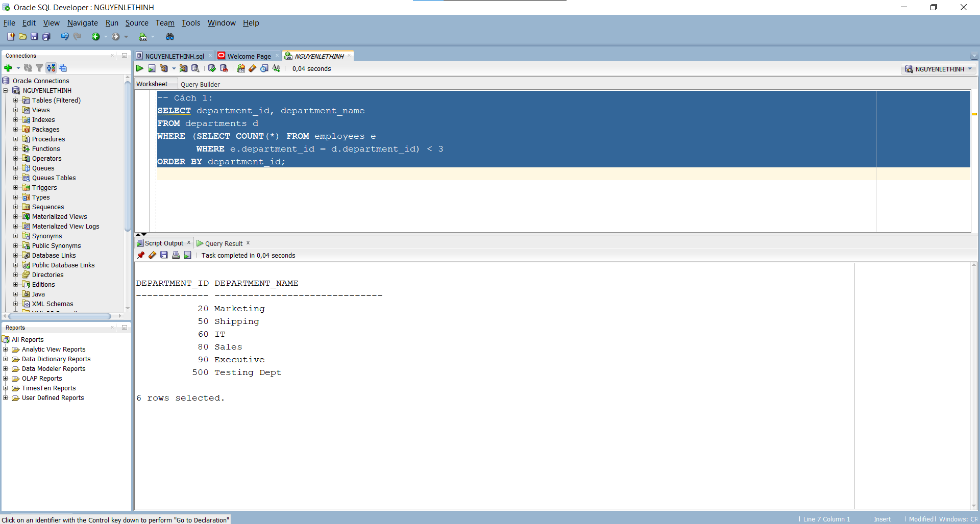 Oracle SQL Developer : NGUYENLETHINH
File Edit View Navigate Run Source Team Tools Window Help
Connections
Oracle Connections
NGUYENLETHINH
Tables (Filtered)
Views
Indexes
Packages
Procedures
Functions
Operators
Queues
Queues Tables
Triggers
Types
Sequences
Materialized Views
Materialized View Logs
Synonyms
Public Synonyms
Database Links
Public Database Links
Directories
Editions
Java
XML Schemas
Reports
All Reports
Analytic View Reports
Data Dictionary Reports
Data Modeler Reports
OLAP Reports
TimesTen Reports
User Defined Reports
NGUYENLETHINH.sql Welcome Page NGUYENLETHINH
0,04 seconds
NGUYENLETHINH
Worksheet Query Builder
-- Cách 1:
SELECT department_id, department_name
FROM departments d
WHERE (SELECT COUNT(*) FROM employees e
WHERE e.department_id = d.department_id) < 3
ORDER BY department_id;
Script Output Query Result
Task completed in 0,04 seconds
DEPARTMENT_ID DEPARTMENT_NAME
------------- ------------------------------
20 Marketing
50 Shipping
60 IT
80 Sales
90 Executive
500 Testing Dept
6 rows selected.
Click on an identifier with the Control key down to perform "Go to Declaration"
Line 7 Column 1 Insert Modified Windows: